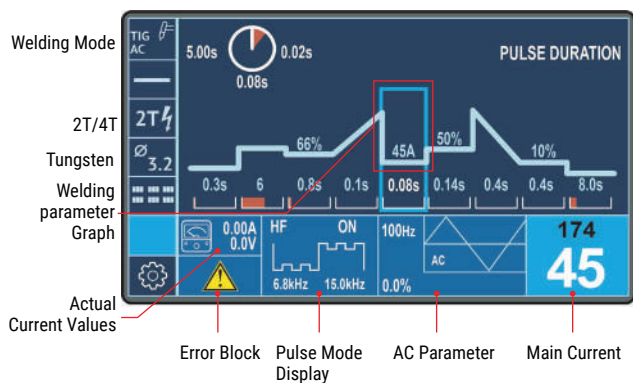 Welding Mode
2T/4T
Tungsten
Welding
parameter
Graph
Actual
Current Values
TIG
AC
5.00s
0.02s
0.08s
PULSE DURATION
2T
Ø
3.2
66%
45A
50%
10%
0.3s 6 0.8s 0.1s 0.08s 0.14s 0.4s 0.4s 8.0s
0.00A
0.0V
HF ON
6.8kHz 15.0kHz
100Hz
AC
0.0%
174
45
Error Block
Pulse Mode
Display
AC Parameter
Main Current